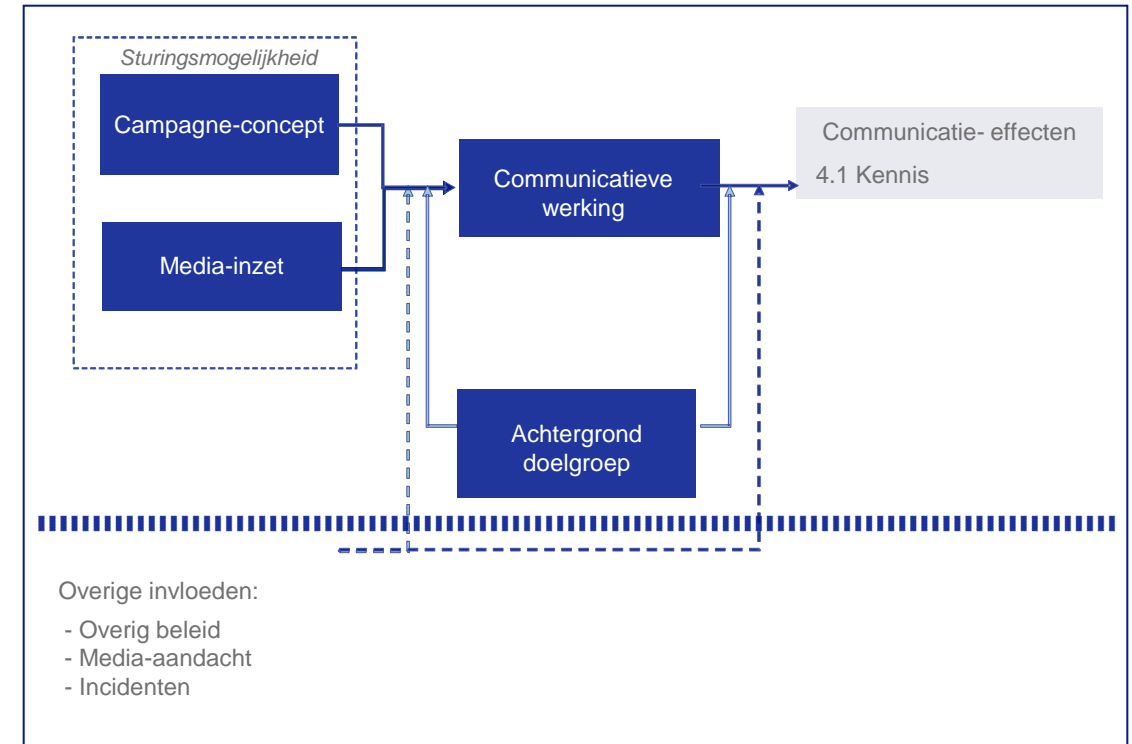 Sturingsmogelijkheid
Campagne-concept
Media-inzet
Communicatieve
werking
Communicatie- effecten
4.1 Kennis
Achtergrond
doelgroep
Overige invloeden:
- Overig beleid
- Media-aandacht
- Incidenten